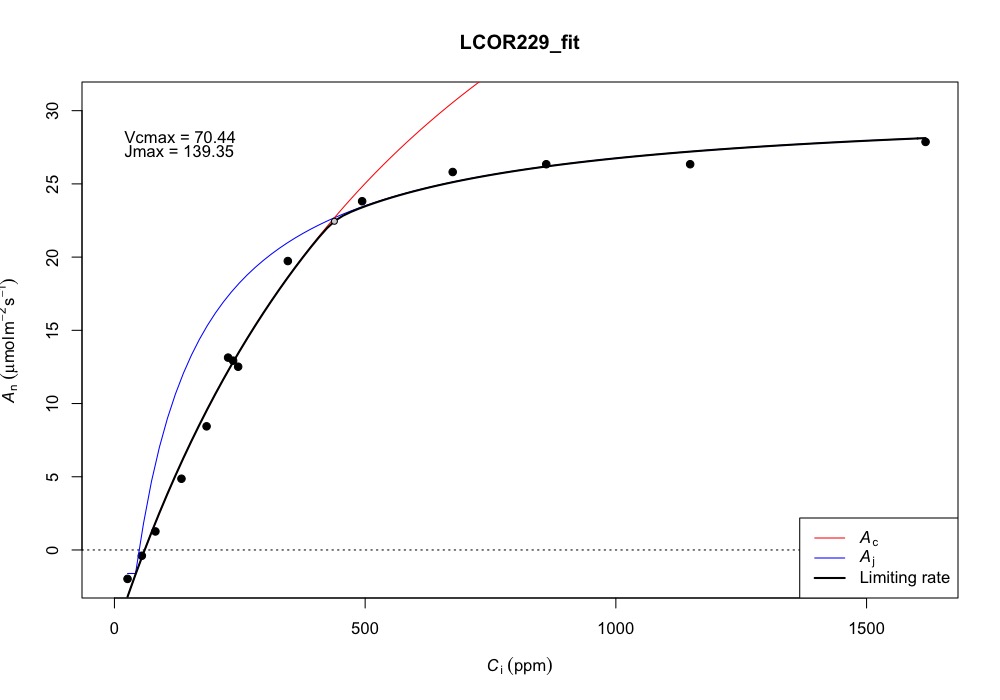 LCOR229_fit
Vcmax = 70.44
Jmax = 139.35
30
25
20
15
10
5
0
Aₙ (μmolm⁻²s⁻¹)
0 500 1000 1500
Cᵢ (ppm)
A꜀
Aⱼ
Limiting rate